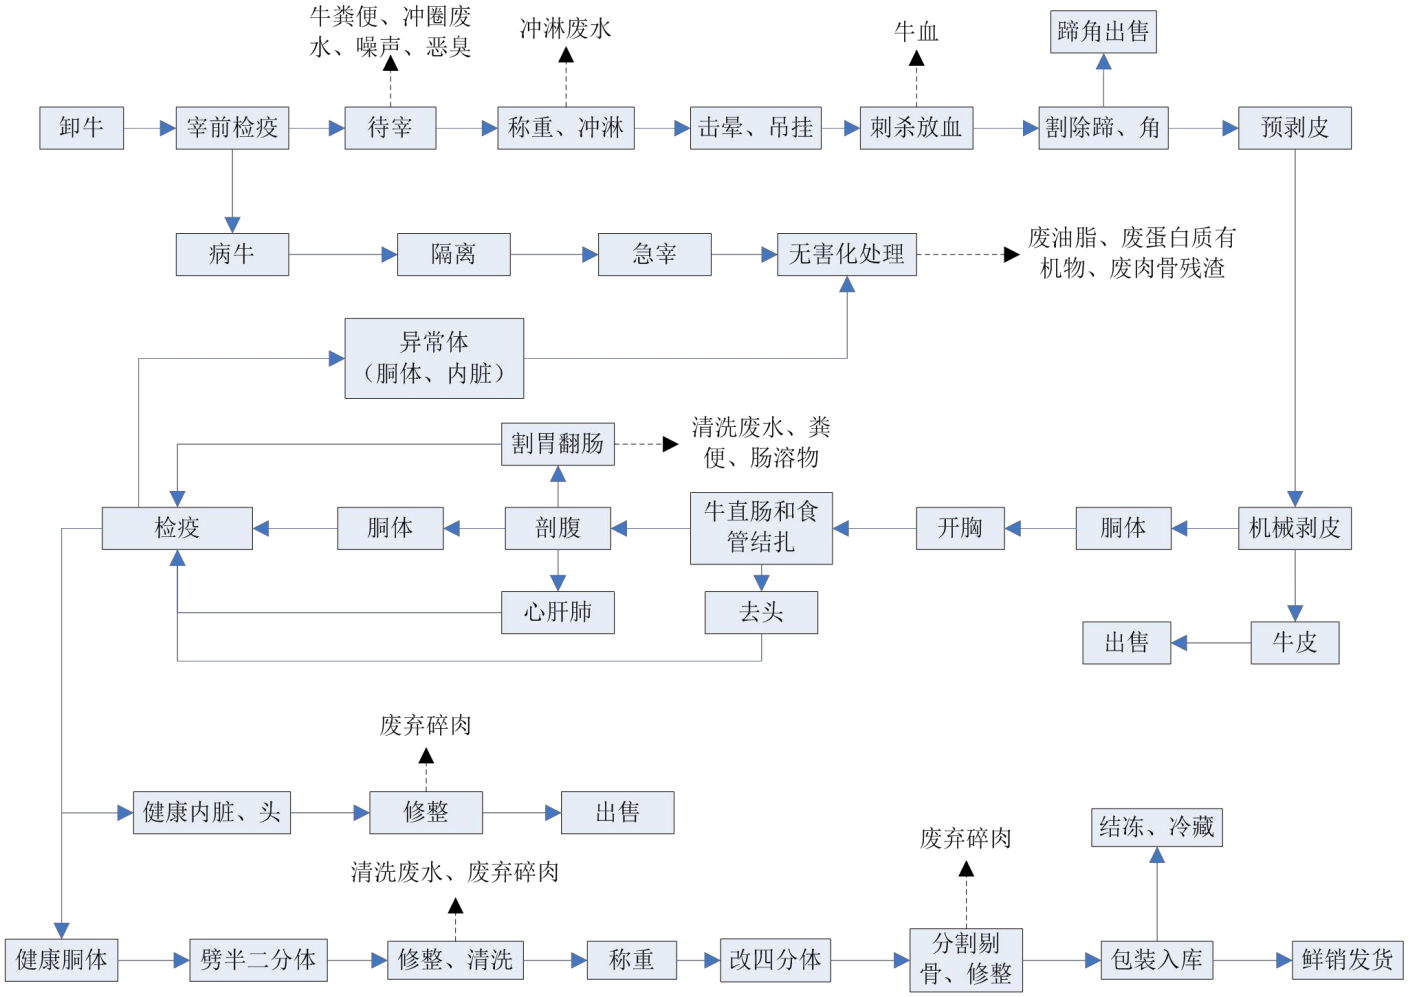 牛粪便、冲圈废
水、噪声、恶臭
冲淋废水
牛血
蹄角出售
卸牛
宰前检疫
待宰
称重、冲淋
击晕、吊挂
刺杀放血
割除蹄、角
预剥皮
病牛
隔离
急宰
无害化处理
废油脂、废蛋白质有
机物、废肉骨残渣
异常体
（胴体、内脏）
割胃翻肠
清洗废水、粪
便、肠溶物
检疫
胴体
剖腹
牛直肠和食
管结扎
开胸
胴体
机械剥皮
心肝肺
去头
出售
牛皮
废弃碎肉
健康内脏、头
修整
出售
废弃碎肉
结冻、冷藏
清洗废水、废弃碎肉
健康胴体
劈半二分体
修整、清洗
称重
改四分体
分割剔
骨、修整
包装入库
鲜销发货